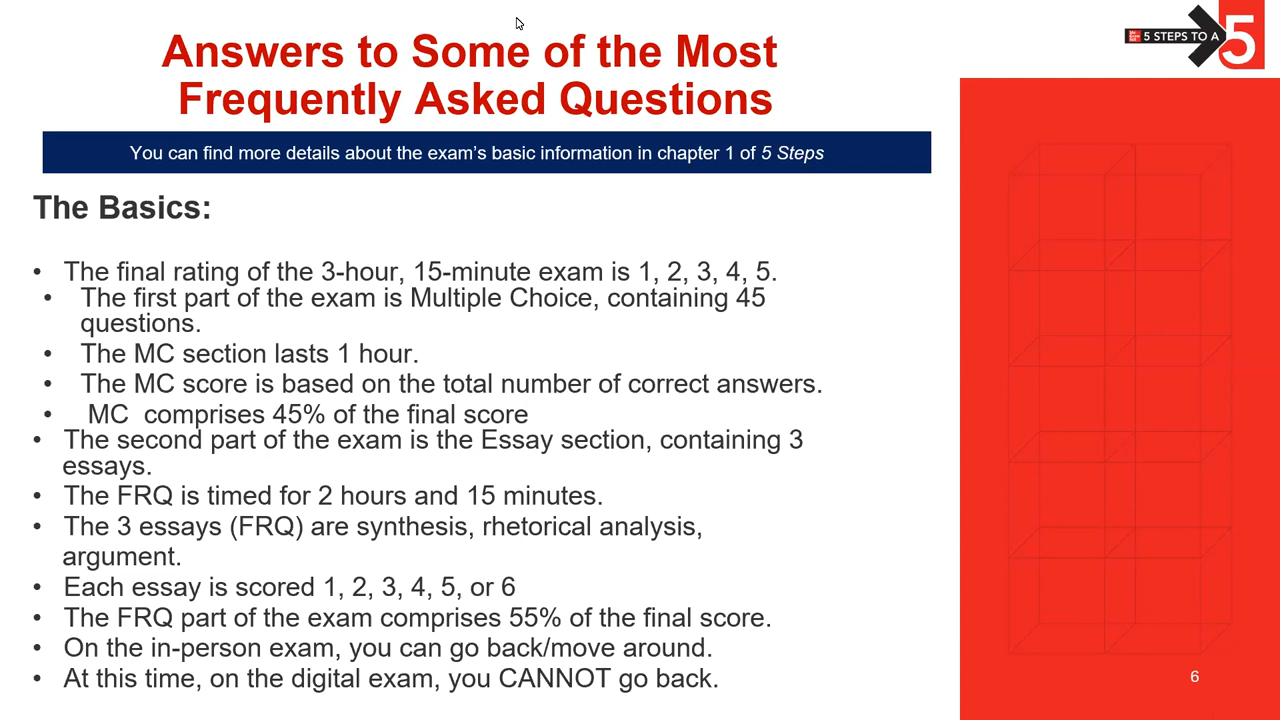 5 STEPS TO A 5
Answers to Some of the Most
Frequently Asked Questions
You can find more details about the exam's basic information in chapter 1 of 5 Steps
The Basics:
• The final rating of the 3-hour, 15-minute exam is 1, 2, 3, 4, 5.
• The first part of the exam is Multiple Choice, containing 45
questions.
• The MC section lasts 1 hour.
• The MC score is based on the total number of correct answers.
• MC comprises 45% of the final score
• The second part of the exam is the Essay section, containing 3
essays.
• The FRQ is timed for 2 hours and 15 minutes.
• The 3 essays (FRQ) are synthesis, rhetorical analysis,
argument.
• Each essay is scored 1, 2, 3, 4, 5, or 6
• The FRQ part of the exam comprises 55% of the final score.
• On the in-person exam, you can go back/move around.
• At this time, on the digital exam, you CANNOT go back.
6